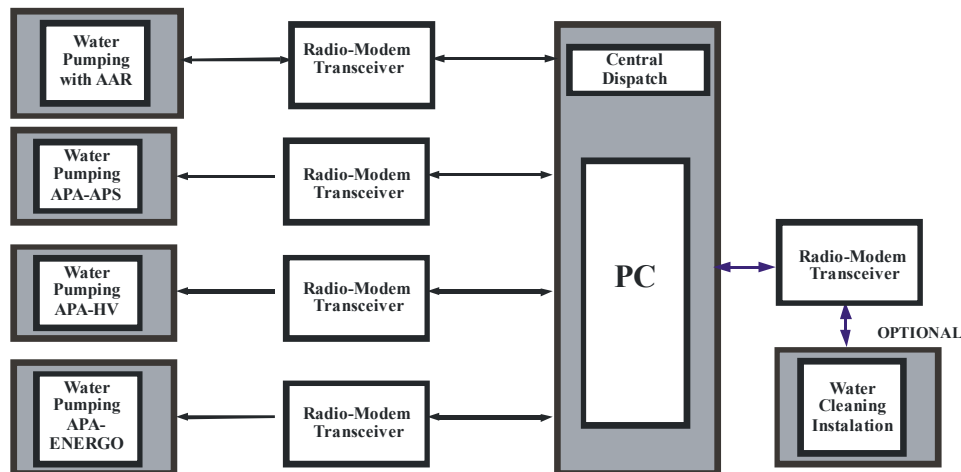 Water
Pumping
with AAR
Radio-Modem
Transceiver
Central
Dispatch
Water
Pumping
APA-APS
Radio-Modem
Transceiver
Water
Pumping
APA-HV
Radio-Modem
Transceiver
PC
Radio-Modem
Transceiver
OPTIONAL
Water
Pumping
APA-
ENERGO
Radio-Modem
Transceiver
Water
Cleaning
Instalation